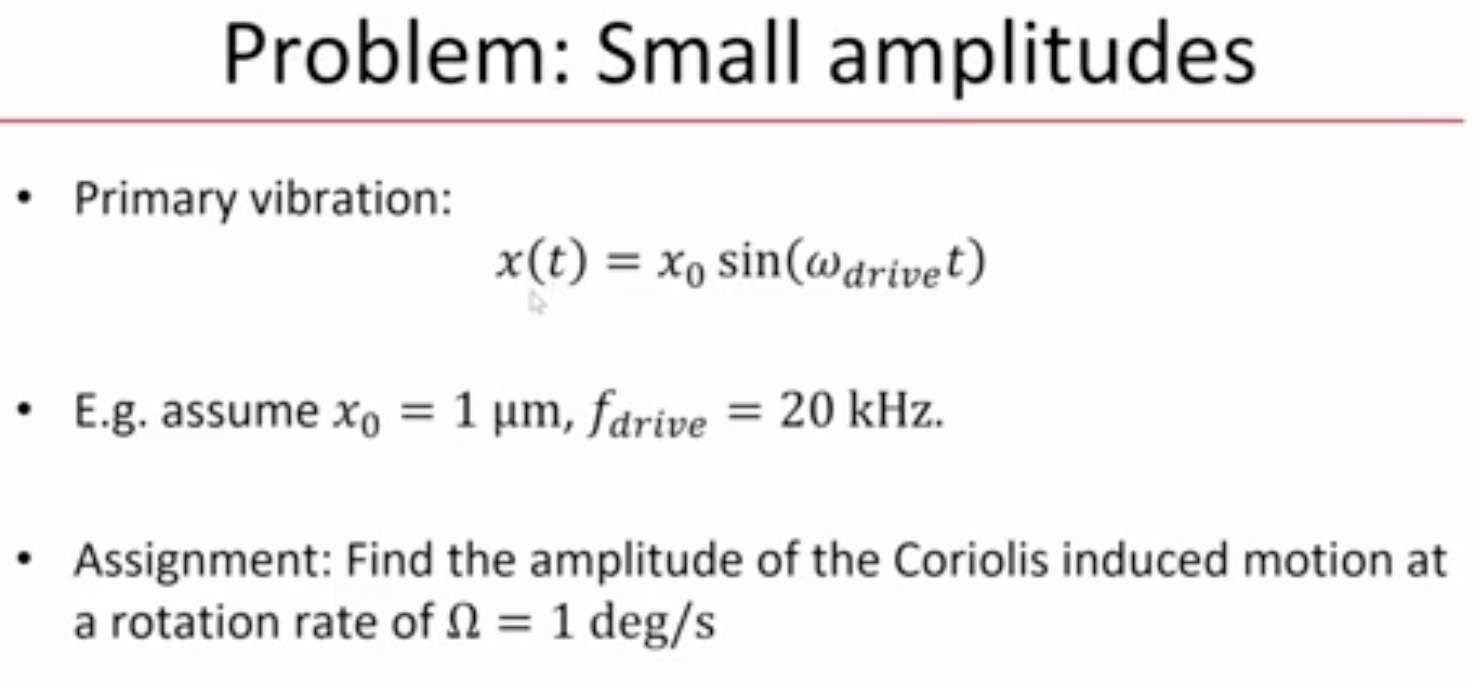 Problem: Small amplitudes
• Primary vibration:
x(t) = x₀ sin(ω_drive t)
• E.g. assume x₀ = 1 μm, f_drive = 20 kHz.
• Assignment: Find the amplitude of the Coriolis induced motion at
a rotation rate of Ω = 1 deg/s